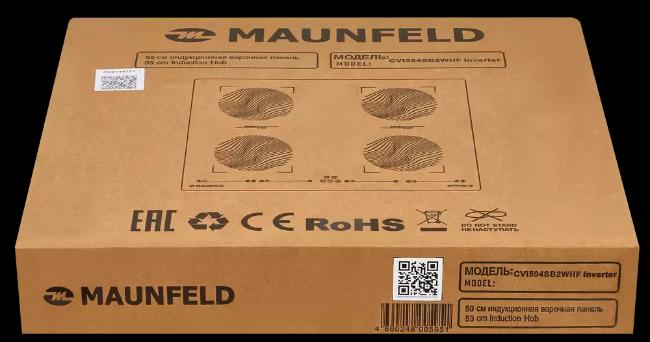 MAUNFELD
59 см индукционная варочная панель
59 cm Induction Hob
МОДЕЛЬ: CVI594SB2WHF Inverter
MODEL:
MAUNFELD
EAC CE RoHS
DO NOT STAND
НЕ НАСТУПАТЬ
MAUNFELD
МОДЕЛЬ: CVI594SB2WHF Inverter
MODEL:
59 см индукционная варочная панель
59 cm Induction Hob
4 660248 005951